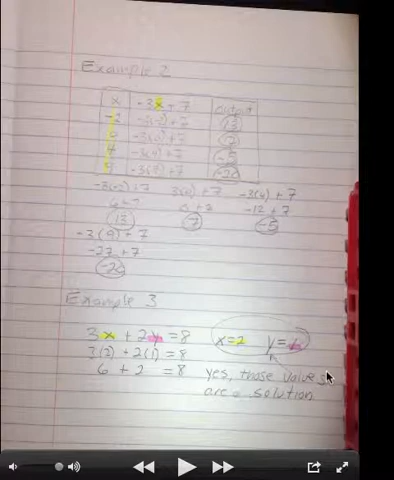 Example 2
x -3x + 7 output
-2 -3(-2)+7 13
0 -3(0)+7 7
4 -3(4)+7 -5
9 -3(9)+7 -20
-3(-2)+7 3(0)+7 -3(4)+7
6+7 0+7 -12+7
13 7 -5
-3(9)+7
-27+7
-20
Example 3
3x + 2y = 8 x=2 y=1
3(2) + 2(1) = 8
6 + 2 = 8 yes, those values
are a solution